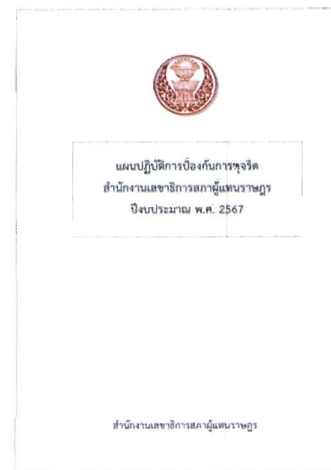 แผนปฏิบัติการป้องกันการทุจริต
สำนักงานเลขาธิการสภาผู้แทนราษฎร
ปีงบประมาณ พ.ศ. 2567
สำนักงานเลขาธิการสภาผู้แทนราษฎร